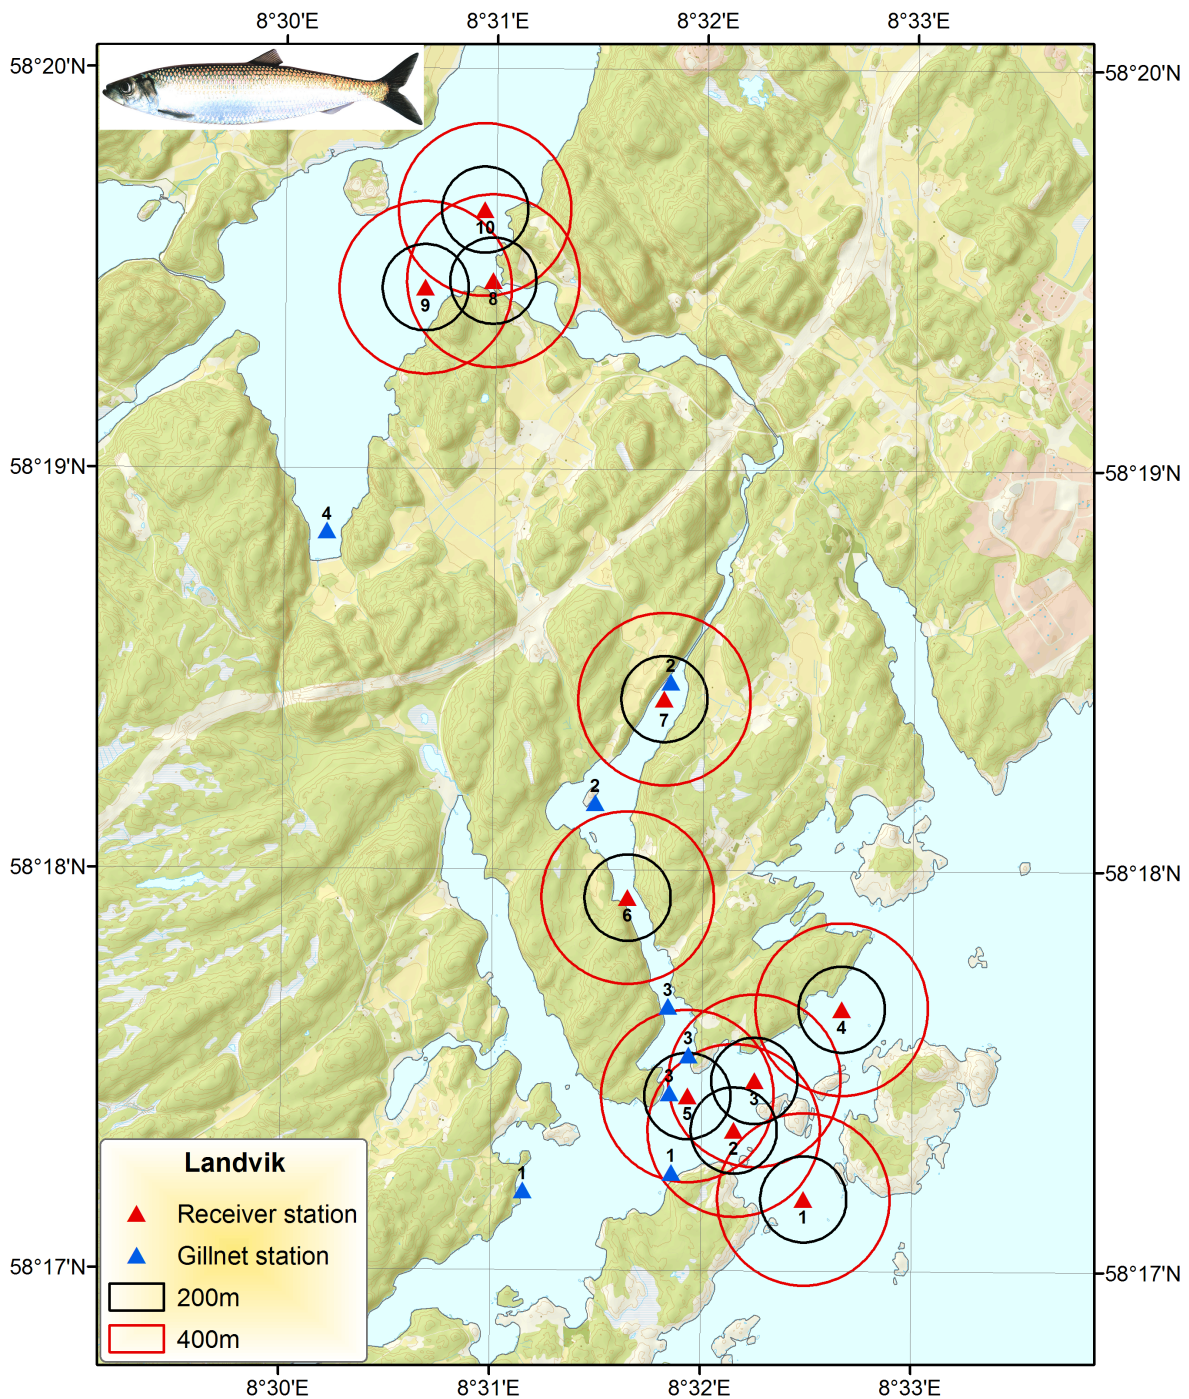 8°30'E 8°31'E 8°32'E 8°33'E
58°20'N 58°20'N
10
9 8
58°19'N 58°19'N
4
2
7
2
58°18'N 58°18'N
6
3
4
3
3
5 3
2
1
1
1
58°17'N 58°17'N
Landvik
Receiver station
Gillnet station
200m
400m
8°30'E 8°31'E 8°32'E 8°33'E